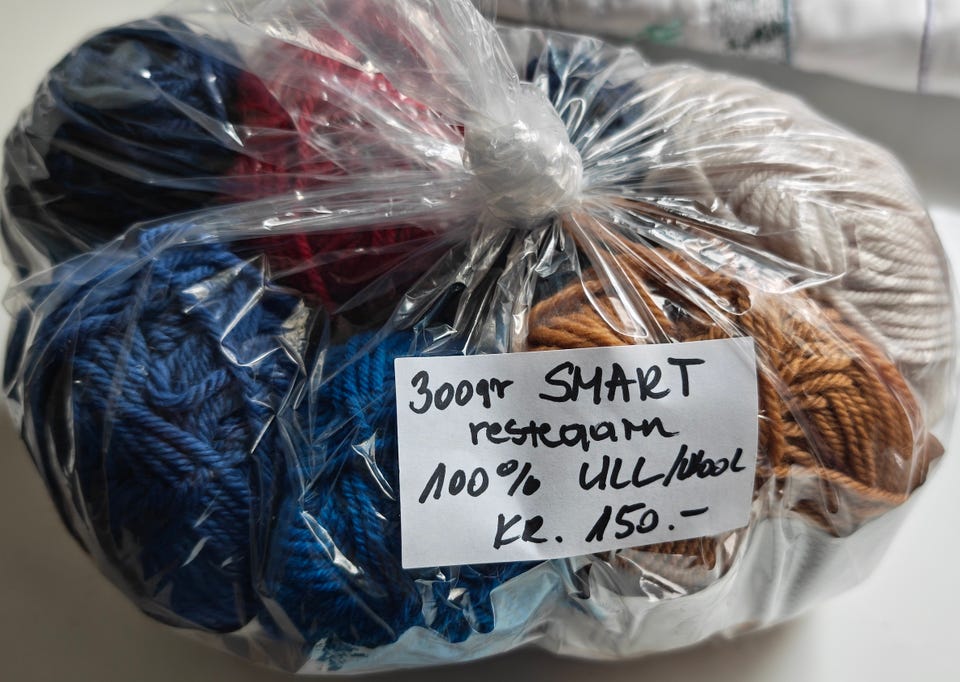 300gr SMART
restegarn
100% ULL/WOOL
KR. 150.-